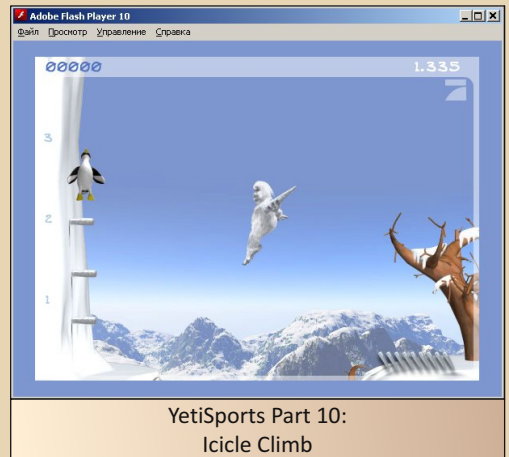 Adobe Flash Player 10
Файл Просмотр Управление Справка
00000 1.335
3
2
1
YetiSports Part 10:
Icicle Climb